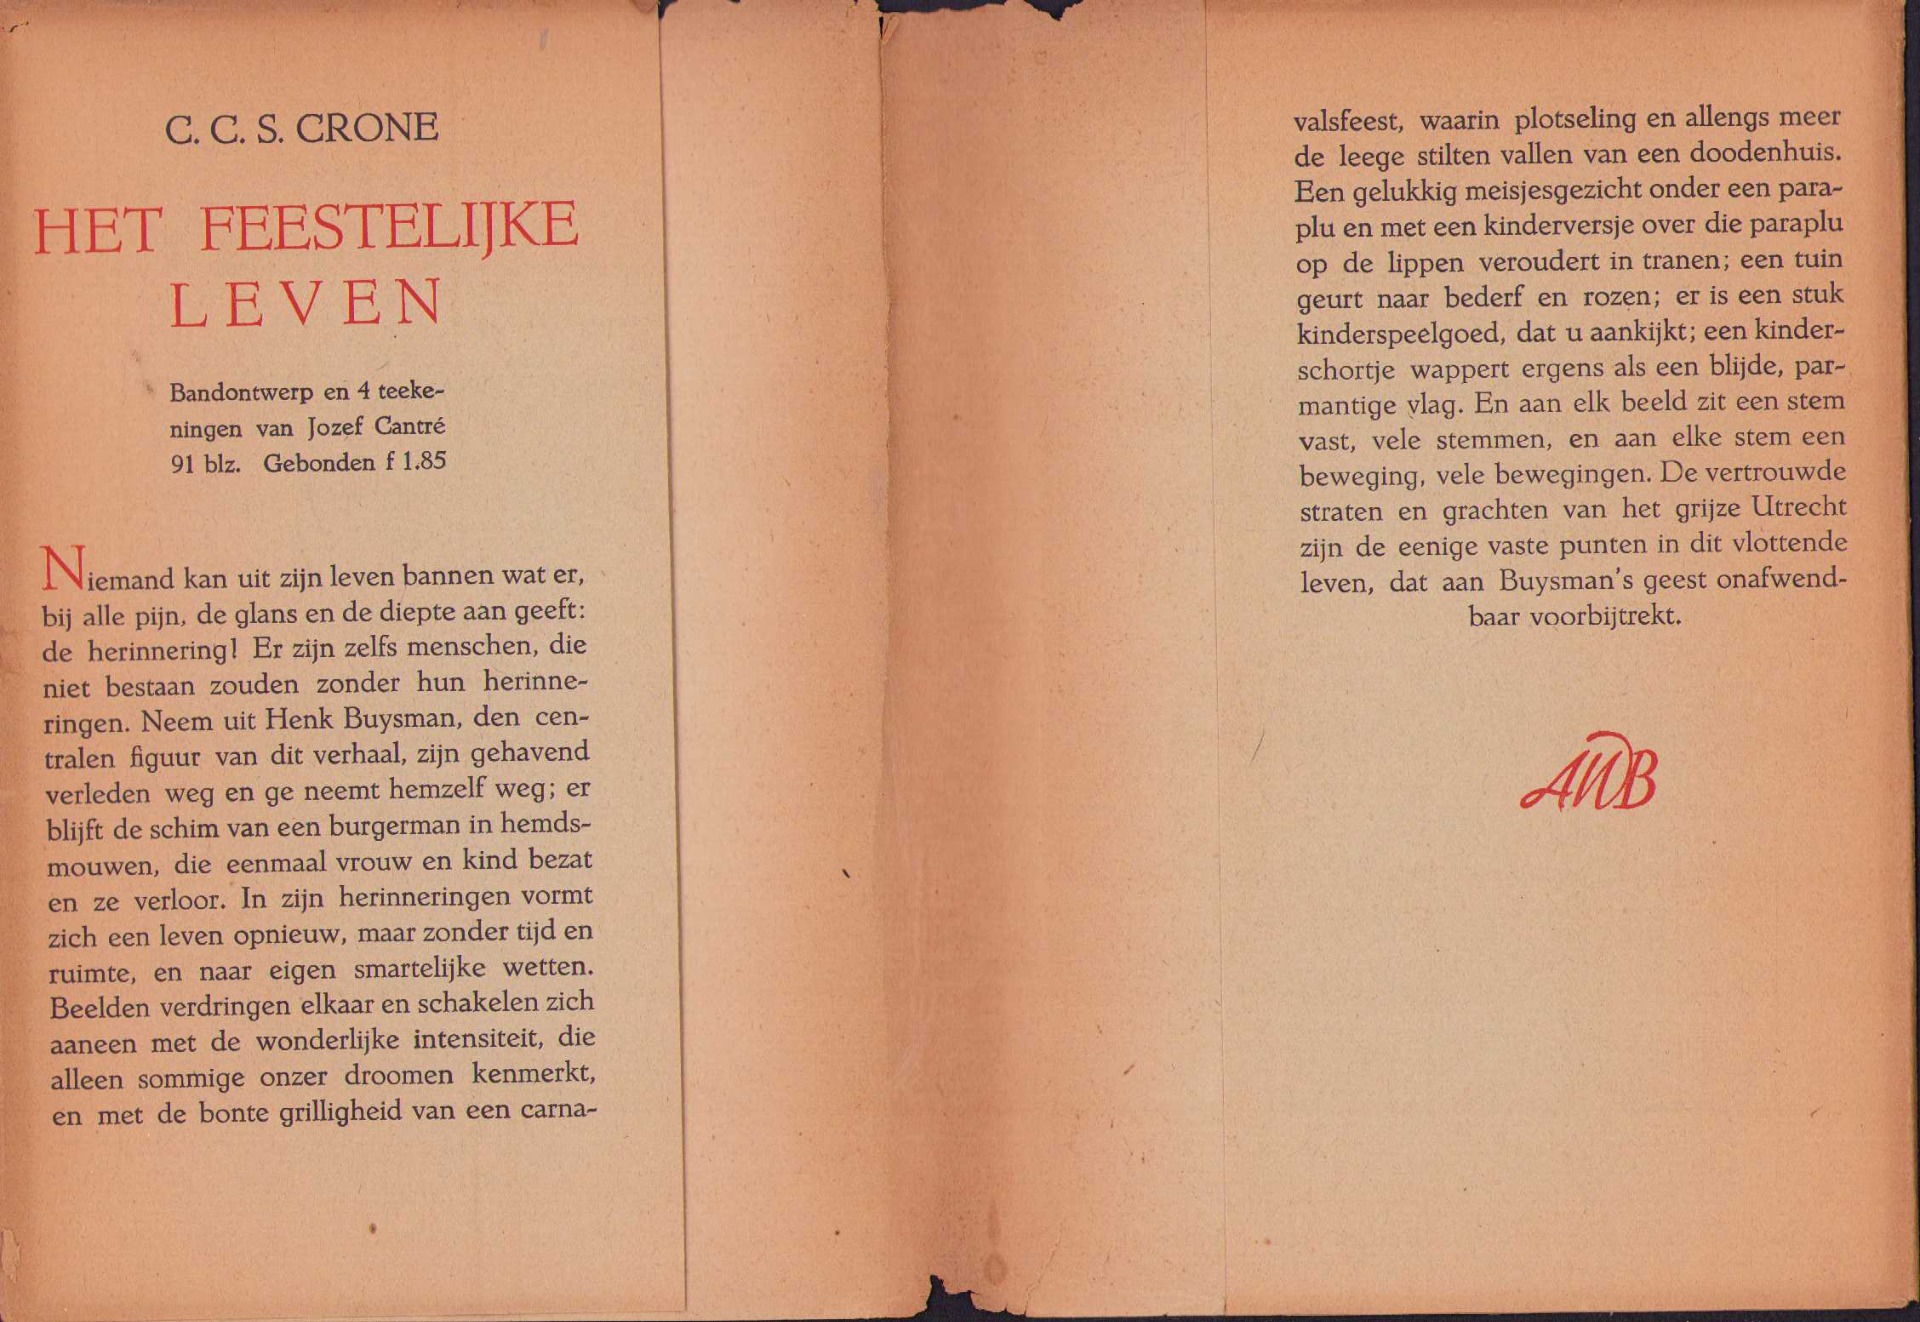 C. C. S. CRONE
HET FEESTELIJKE
LEVEN
Bandontwerp en 4 teeke-
ningen van Jozef Cantré
91 blz. Gebonden f 1.85
Niemand kan uit zijn leven bannen wat er,
bij alle pijn, de glans en de diepte aan geeft:
de herinnering! Er zijn zelfs menschen, die
niet bestaan zouden zonder hun herinne-
ringen. Neem uit Henk Buysman, den cen-
tralen figuur van dit verhaal, zijn gehavend
verleden weg en ge neemt hemzelf weg; er
blijft de schim van een burgerman in hemds-
mouwen, die eenmaal vrouw en kind bezat
en ze verloor. In zijn herinneringen vormt
zich een leven opnieuw, maar zonder tijd en
ruimte, en naar eigen smartelijke wetten.
Beelden verdringen elkaar en schakelen zich
aaneen met de wonderlijke intensiteit, die
alleen sommige onzer droomen kenmerkt,
en met de bonte grilligheid van een carna-
valsfeest, waarin plotseling en allengs meer
de leege stilten vallen van een doodenhuis.
Een gelukkig meisjesgezicht onder een para-
plu en met een kinderversje over die paraplu
op de lippen veroudert in tranen; een tuin
geurt naar bederf en rozen; er is een stuk
kinderspeelgoed, dat u aankijkt; een kinder-
schortje wappert ergens als een blijde, par-
mantige vlag. En aan elk beeld zit een stem
vast, vele stemmen, en aan elke stem een
beweging, vele bewegingen. De vertrouwde
straten en grachten van het grijze Utrecht
zijn de eenige vaste punten in dit vlottende
leven, dat aan Buysman's geest onafwend-
baar voorbijtrekt.